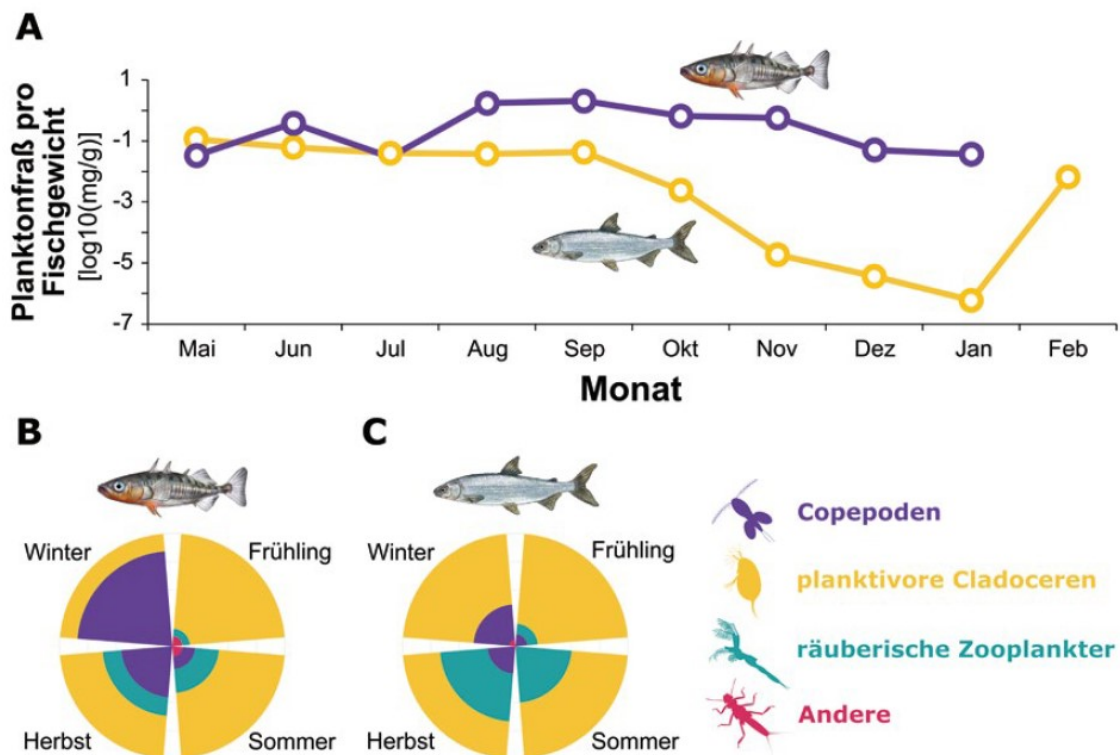 A
Planktonfraß pro
Fischgewicht
[log10(mg/g)]
1
-1
-3
-5
-7
Mai Jun Jul Aug Sep Okt Nov Dez Jan Feb
Monat
B
C
Winter Frühling
Herbst Sommer
Winter Frühling
Herbst Sommer
Copepoden
planktivore Cladoceren
räuberische Zooplankter
Andere